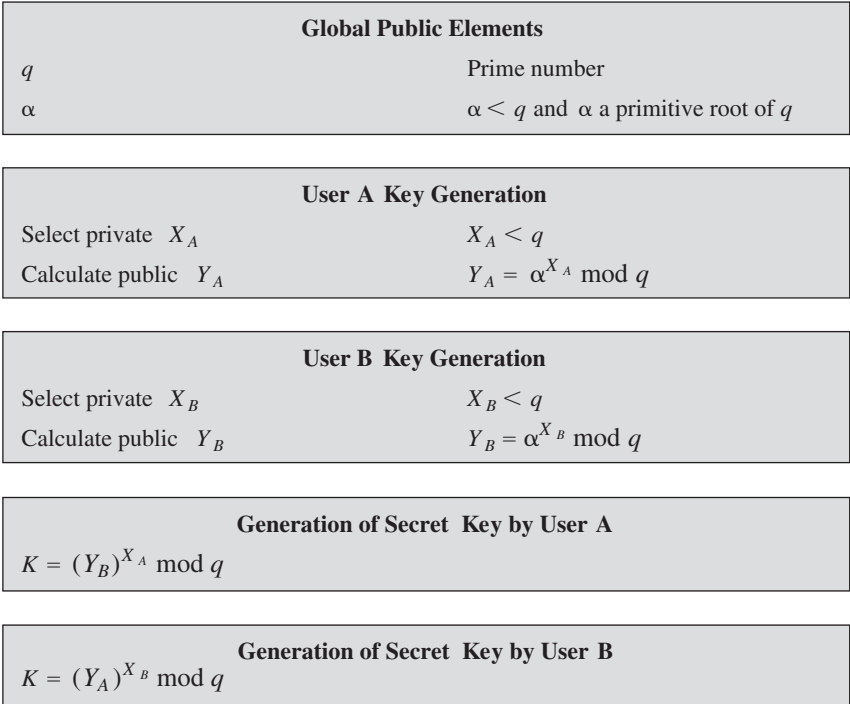 Global Public Elements
q Prime number
α α < q and α a primitive root of q
User A Key Generation
Select private X_A X_A < q
Calculate public Y_A Y_A = α^{X_A} mod q
User B Key Generation
Select private X_B X_B < q
Calculate public Y_B Y_B = α^{X_B} mod q
Generation of Secret Key by User A
K = (Y_B)^{X_A} mod q
Generation of Secret Key by User B
K = (Y_A)^{X_B} mod q